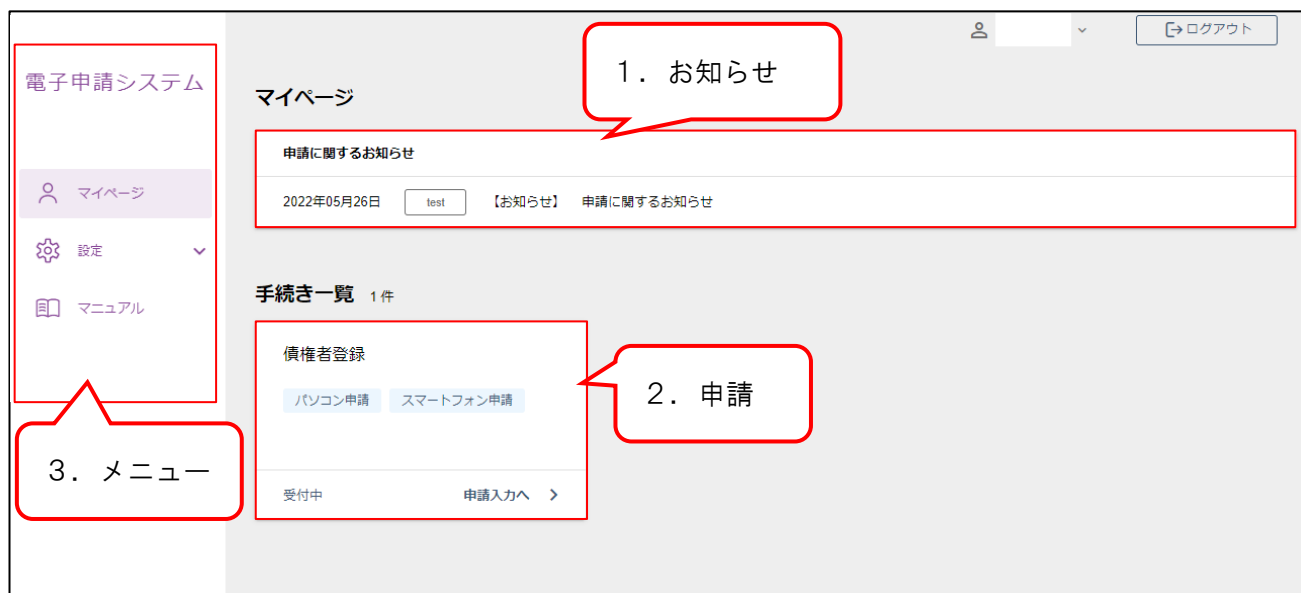 ログアウト
電子申請システム
1. お知らせ
マイページ
申請に関するお知らせ
2022年05月26日 test 【お知らせ】 申請に関するお知らせ
マイページ
設定
マニュアル
手続き一覧 1件
債権者登録
パソコン申請 スマートフォン申請
2. 申請
3. メニュー
受付中 申請入力へ